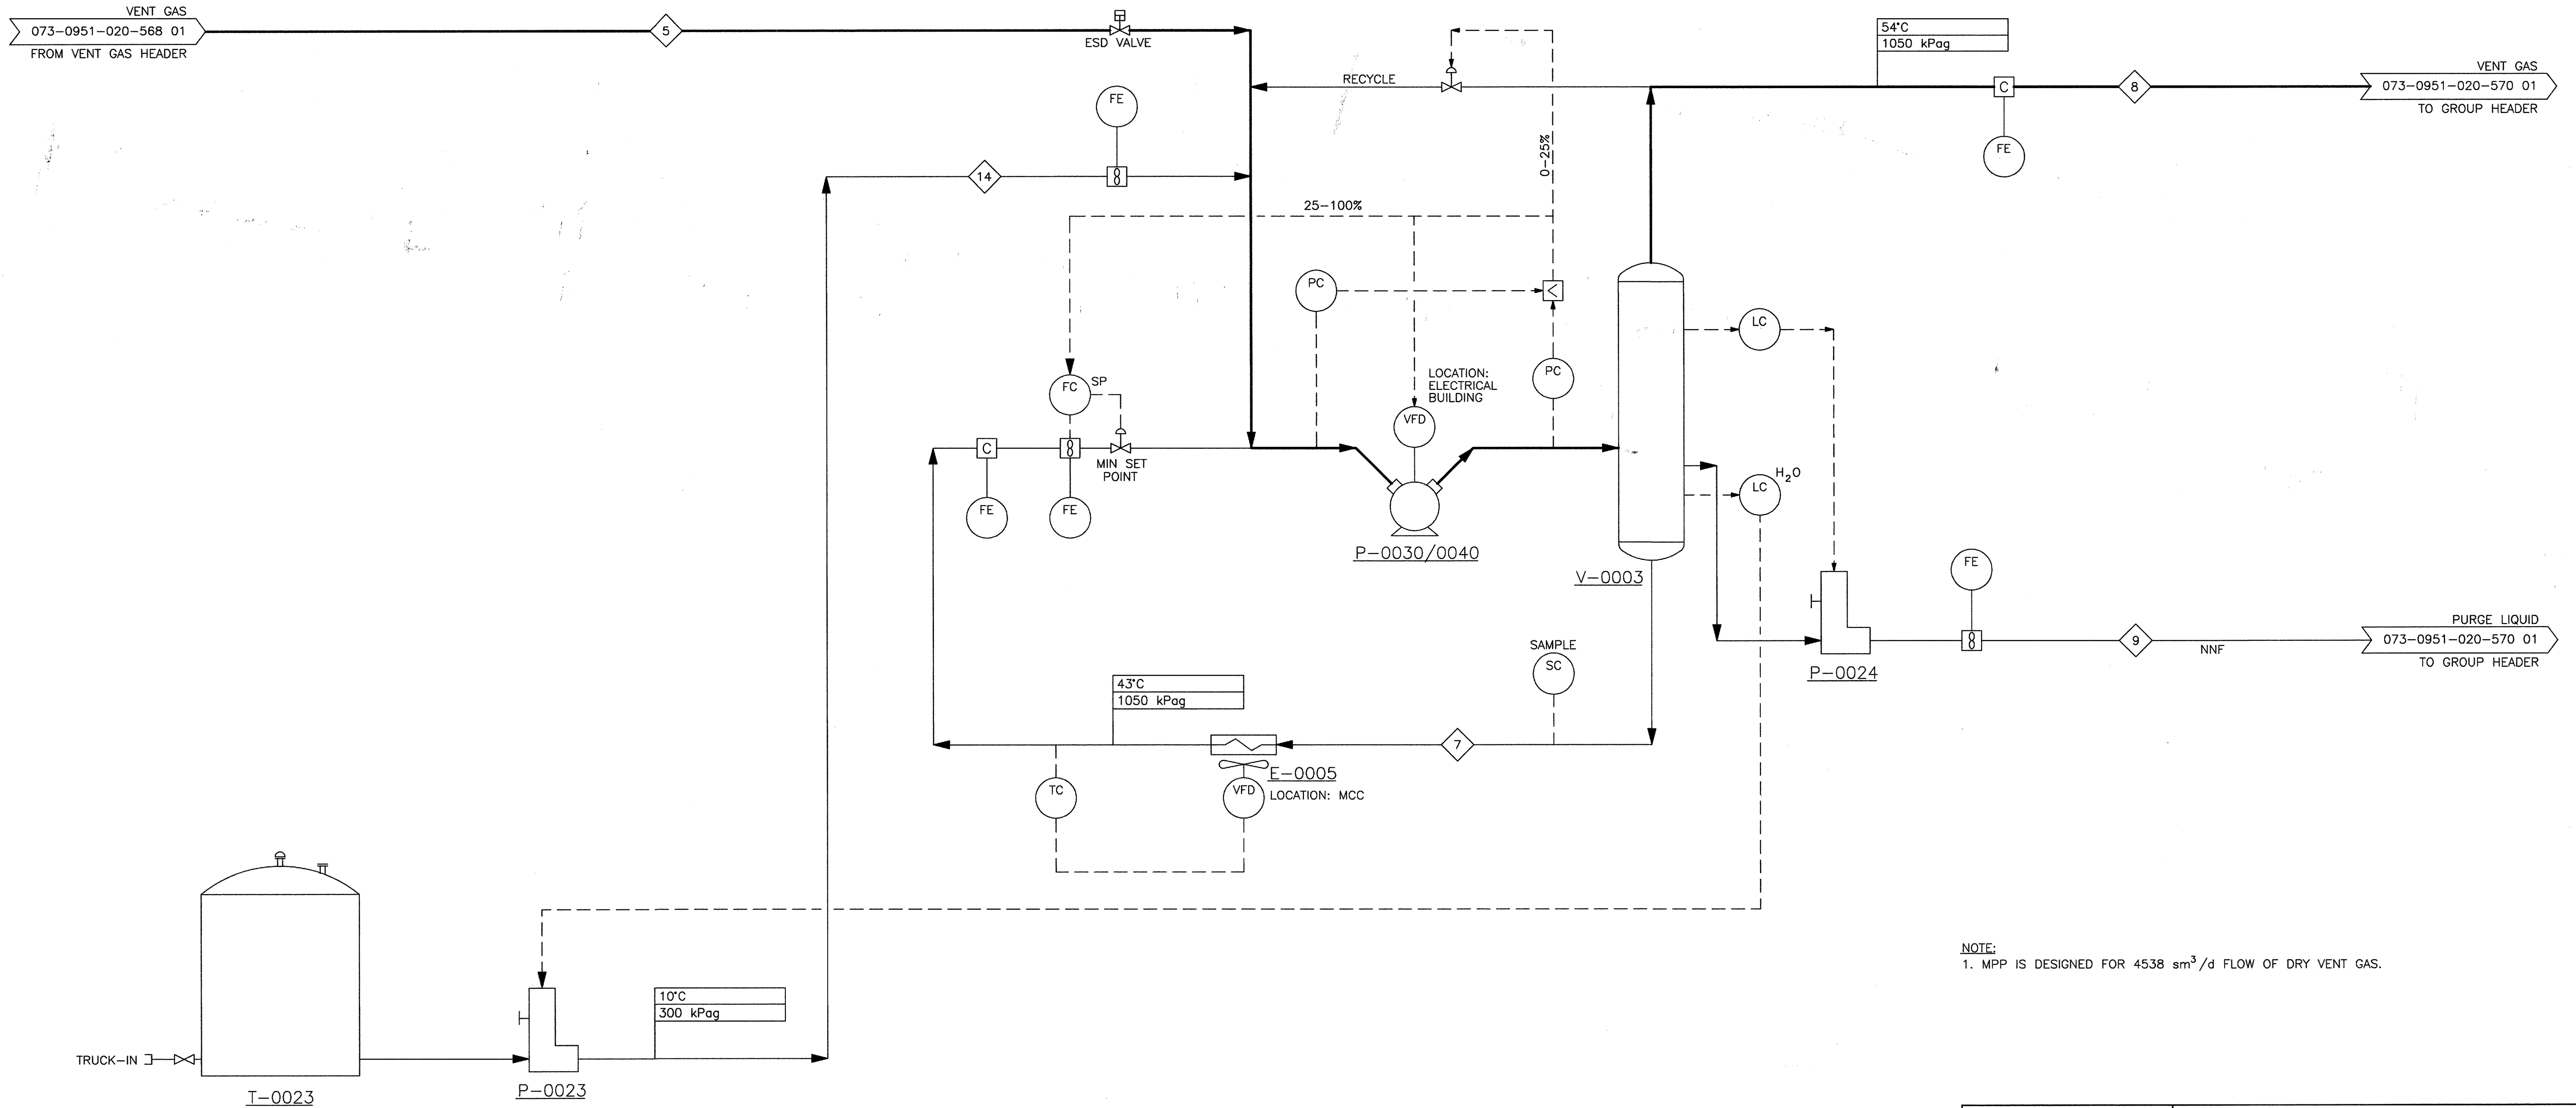 VENT GAS
073-0951-020-568 01
FROM VENT GAS HEADER
5
ESD VALVE
RECYCLE
54°C
1050 kPag
C
FE
8
VENT GAS
073-0951-020-570 01
TO GROUP HEADER
FE
14
8
0-25%
25-100%
PC
<
PC
LC
FC
SP
LOCATION:
ELECTRICAL
BUILDING
VFD
C
8
MIN SET
POINT
FE
FE
P-0030/0040
V-0003
LC
H₂O
FE
8
9
NNF
PURGE LIQUID
073-0951-020-570 01
TO GROUP HEADER
P-0024
SAMPLE
SC
43°C
1050 kPag
7
E-0005
LOCATION: MCC
TC
VFD
NOTE:
1. MPP IS DESIGNED FOR 4538 sm³/d FLOW OF DRY VENT GAS.
10°C
300 kPag
TRUCK-IN
T-0023
P-0023